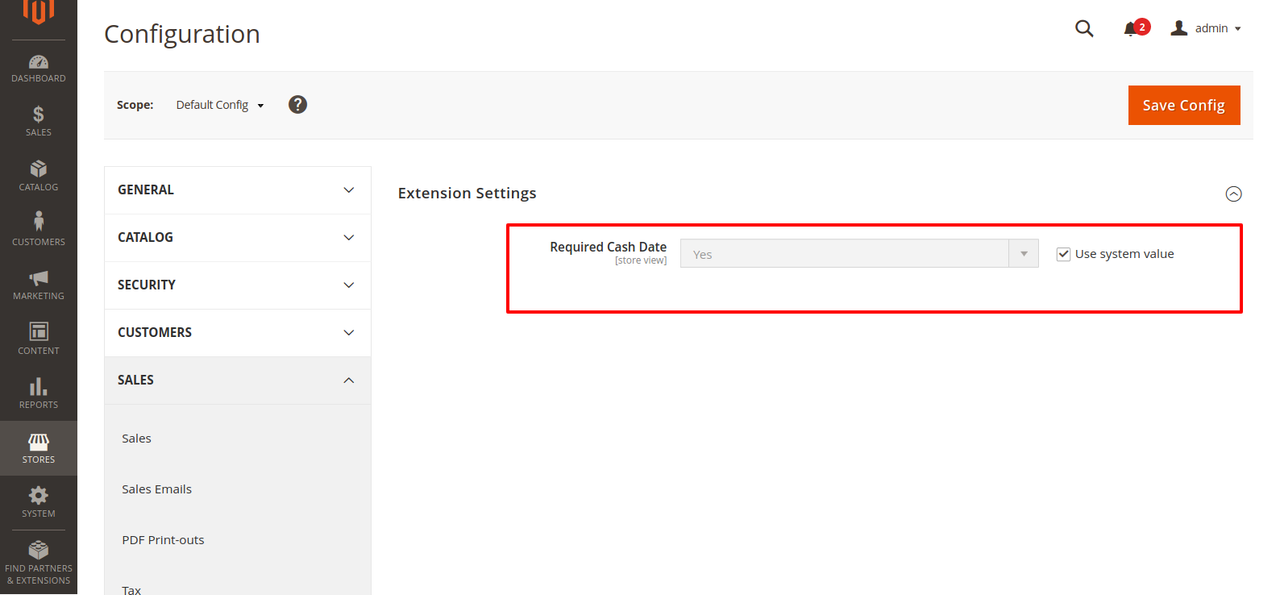 Configuration
2
admin
Scope:
Default Config
?
Save Config
DASHBOARD
$
SALES
CATALOG
CUSTOMERS
MARKETING
CONTENT
REPORTS
STORES
SYSTEM
FIND PARTNERS
& EXTENSIONS
GENERAL
CATALOG
SECURITY
CUSTOMERS
SALES
Sales
Sales Emails
PDF Print-outs
Tax
Extension Settings
Required Cash Date
[store view]
Yes
Use system value